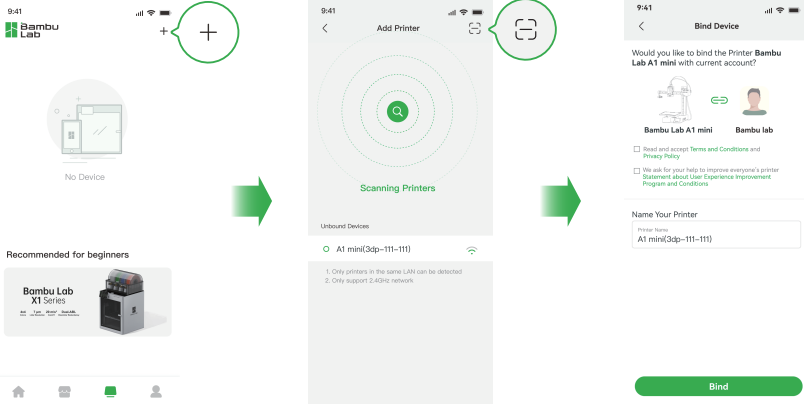 9:41
Bambu
Lab
No Device
Recommended for beginners
Bambu Lab
X1 Series
9:41
Add Printer
Scanning Printers
Unbound Devices
A1 mini(3dp-111-111)
1. Only printers in the same LAN can be detected
2. Only support 2.4GHz network
9:41
Bind Device
Would you like to bind the Printer Bambu
Lab A1 mini with current account?
Bambu Lab A1 mini
Bambu lab
Read and accept Terms and Conditions and
Privacy Policy
We ask for your help to improve everyone's printer
Statement about User Experience Improvement
Program and Conditions
Name Your Printer
Printer Name
A1 mini(3dp-111-111)
Bind